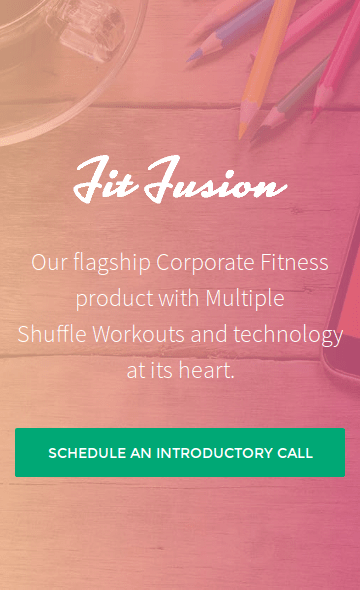 Fit Fusion
Our flagship Corporate Fitness
product with Multiple
Shuffle Workouts and technology
at its heart.
SCHEDULE AN INTRODUCTORY CALL